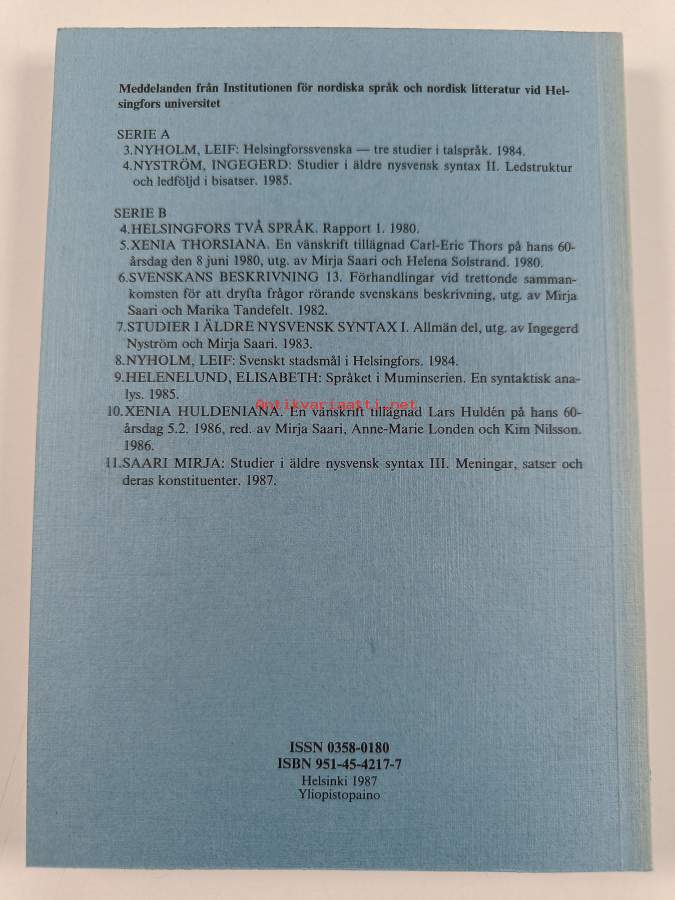 Meddelanden från Institutionen för nordiska språk och nordisk litteratur vid Hel-
singfors universitet
SERIE A
3.NYHOLM, LEIF: Helsingforssvenska — tre studier i talspråk. 1984.
4.NYSTRÖM, INGEGERD: Studier i äldre nysvensk syntax II. Ledstruktur
och ledföljd i bisatser. 1985.
SERIE B
4.HELSINGFORS TVÅ SPRÅK. Rapport 1. 1980.
5.XENIA THORSIANA. En vänskrift tillägnad Carl-Eric Thors på hans 60-
årsdag den 8 juni 1980, utg. av Mirja Saari och Helena Solstrand. 1980.
6.SVENSKANS BESKRIVNING 13. Förhandlingar vid trettonde samman-
komsten för att dryfta frågor rörande svenskans beskrivning, utg. av Mirja
Saari och Marika Tandefelt. 1982.
7.STUDIER I ÄLDRE NYSVENSK SYNTAX I. Allmän del, utg. av Ingegerd
Nyström och Mirja Saari. 1983.
8.NYHOLM, LEIF: Svenskt stadsmål i Helsingfors. 1984.
9.HELENELUND, ELISABETH: Språket i Muminserien. En syntaktisk ana-
lys. 1985.
Antikvariaatti.net
10.XENIA HULDENIANA. En vänskrift tillägnad Lars Huldén på hans 60-
årsdag 5.2. 1986, red. av Mirja Saari, Anne-Marie Londen och Kim Nilsson.
1986.
11.SAARI MIRJA: Studier i äldre nysvensk syntax III. Meningar, satser och
deras konstituenter. 1987.
ISSN 0358-0180
ISBN 951-45-4217-7
Helsinki 1987
Yliopistopaino